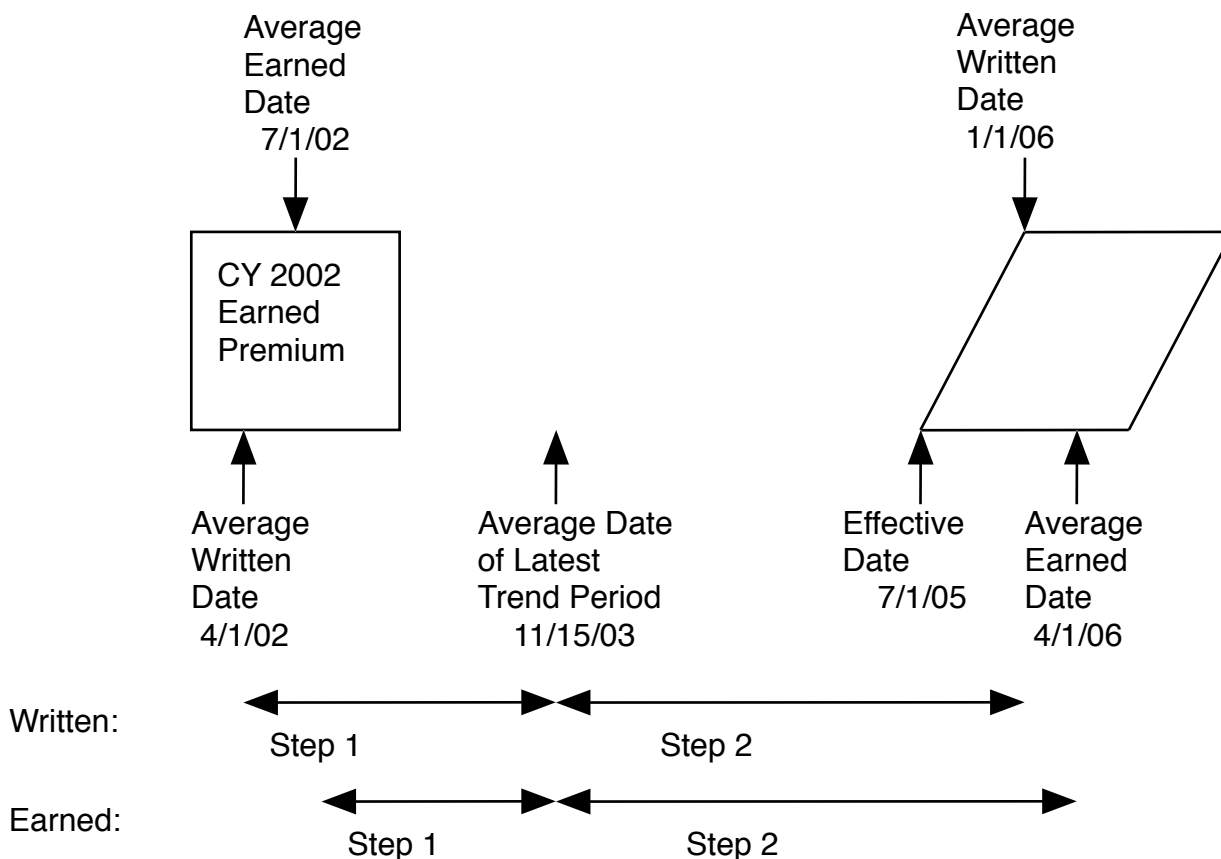 Average
Earned
Date
7/1/02
Average
Written
Date
1/1/06
CY 2002
Earned
Premium
Average
Written
Date
4/1/02
Average Date
of Latest
Trend Period
11/15/03
Effective
Date
7/1/05
Average
Earned
Date
4/1/06
Written:
Step 1
Step 2
Earned:
Step 1
Step 2